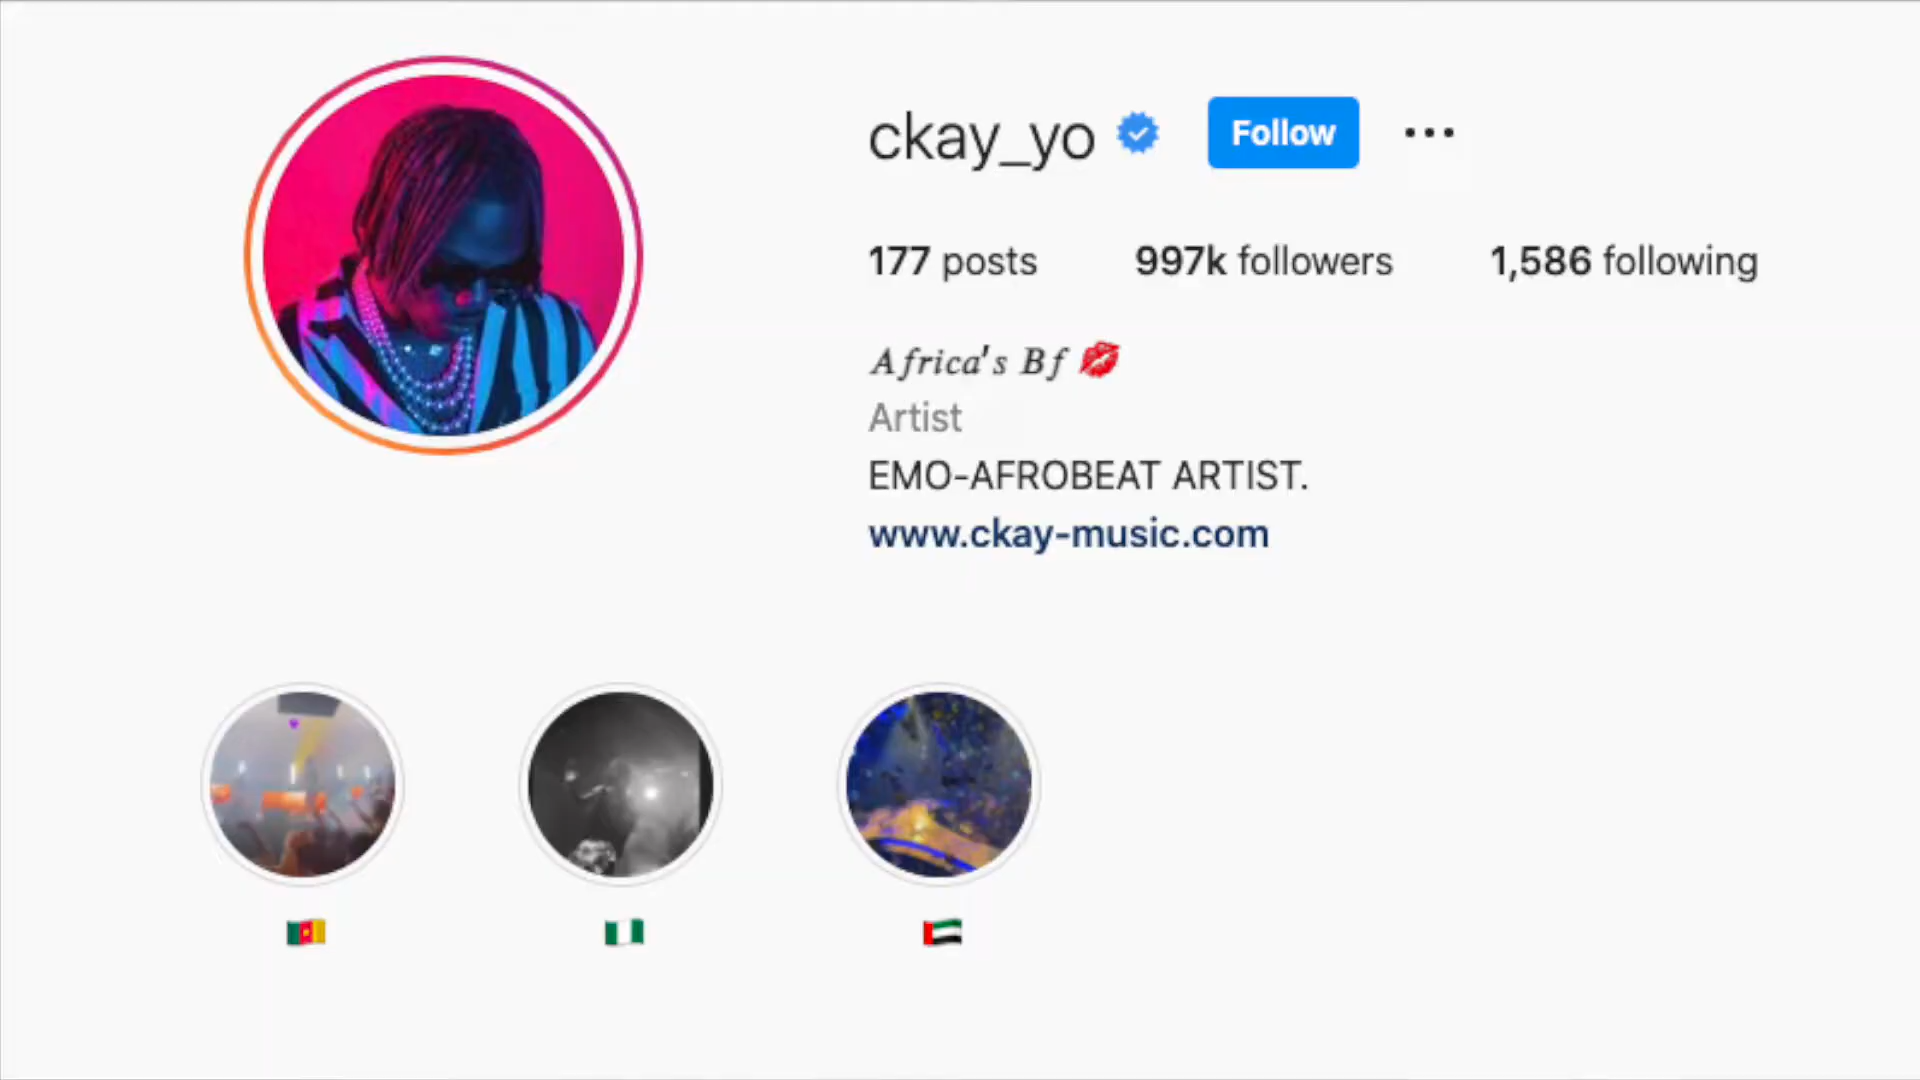 ckay_yo Follow
177 posts 997k followers 1,586 following
Africa's Bf 💋
Artist
EMO-AFROBEAT ARTIST.
www.ckay-music.com
🇨🇲 🇳🇬 🇦🇪